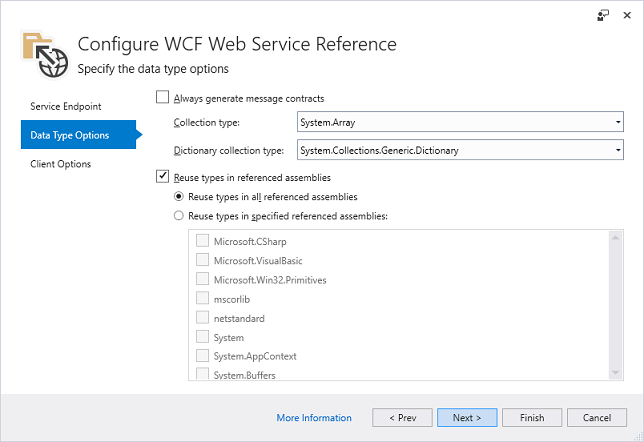 Configure WCF Web Service Reference
Specify the data type options
Service Endpoint
Data Type Options
Client Options
Always generate message contracts
Collection type: System.Array
Dictionary collection type: System.Collections.Generic.Dictionary
Reuse types in referenced assemblies
Reuse types in all referenced assemblies
Reuse types in specified referenced assemblies:
Microsoft.CSharp
Microsoft.VisualBasic
Microsoft.Win32.Primitives
mscorlib
netstandard
System
System.AppContext
System.Buffers
More Information < Prev Next > Finish Cancel